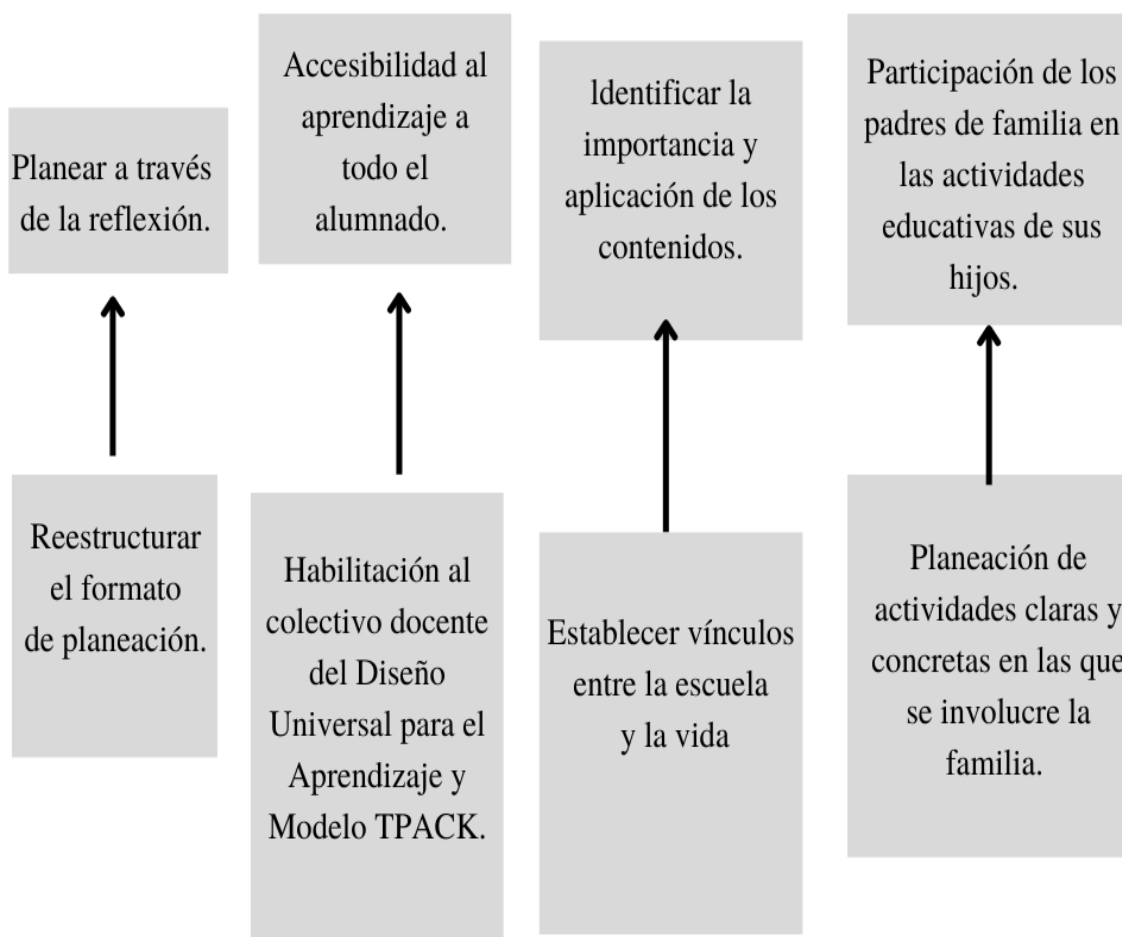 Planear a través
de la reflexión.
Accesibilidad al
aprendizaje a
todo el
alumnado.
Identificar la
importancia y
aplicación de los
contenidos.
Participación de los
padres de familia en
las actividades
educativas de sus
hijos.
Reestructurar
el formato
de planeación.
Habilitación al
colectivo docente
del Diseño
Universal para el
Aprendizaje y
Modelo TPACK.
Establecer vínculos
entre la escuela
y la vida
Planeación de
actividades claras y
concretas en las que
se involucre la
familia.